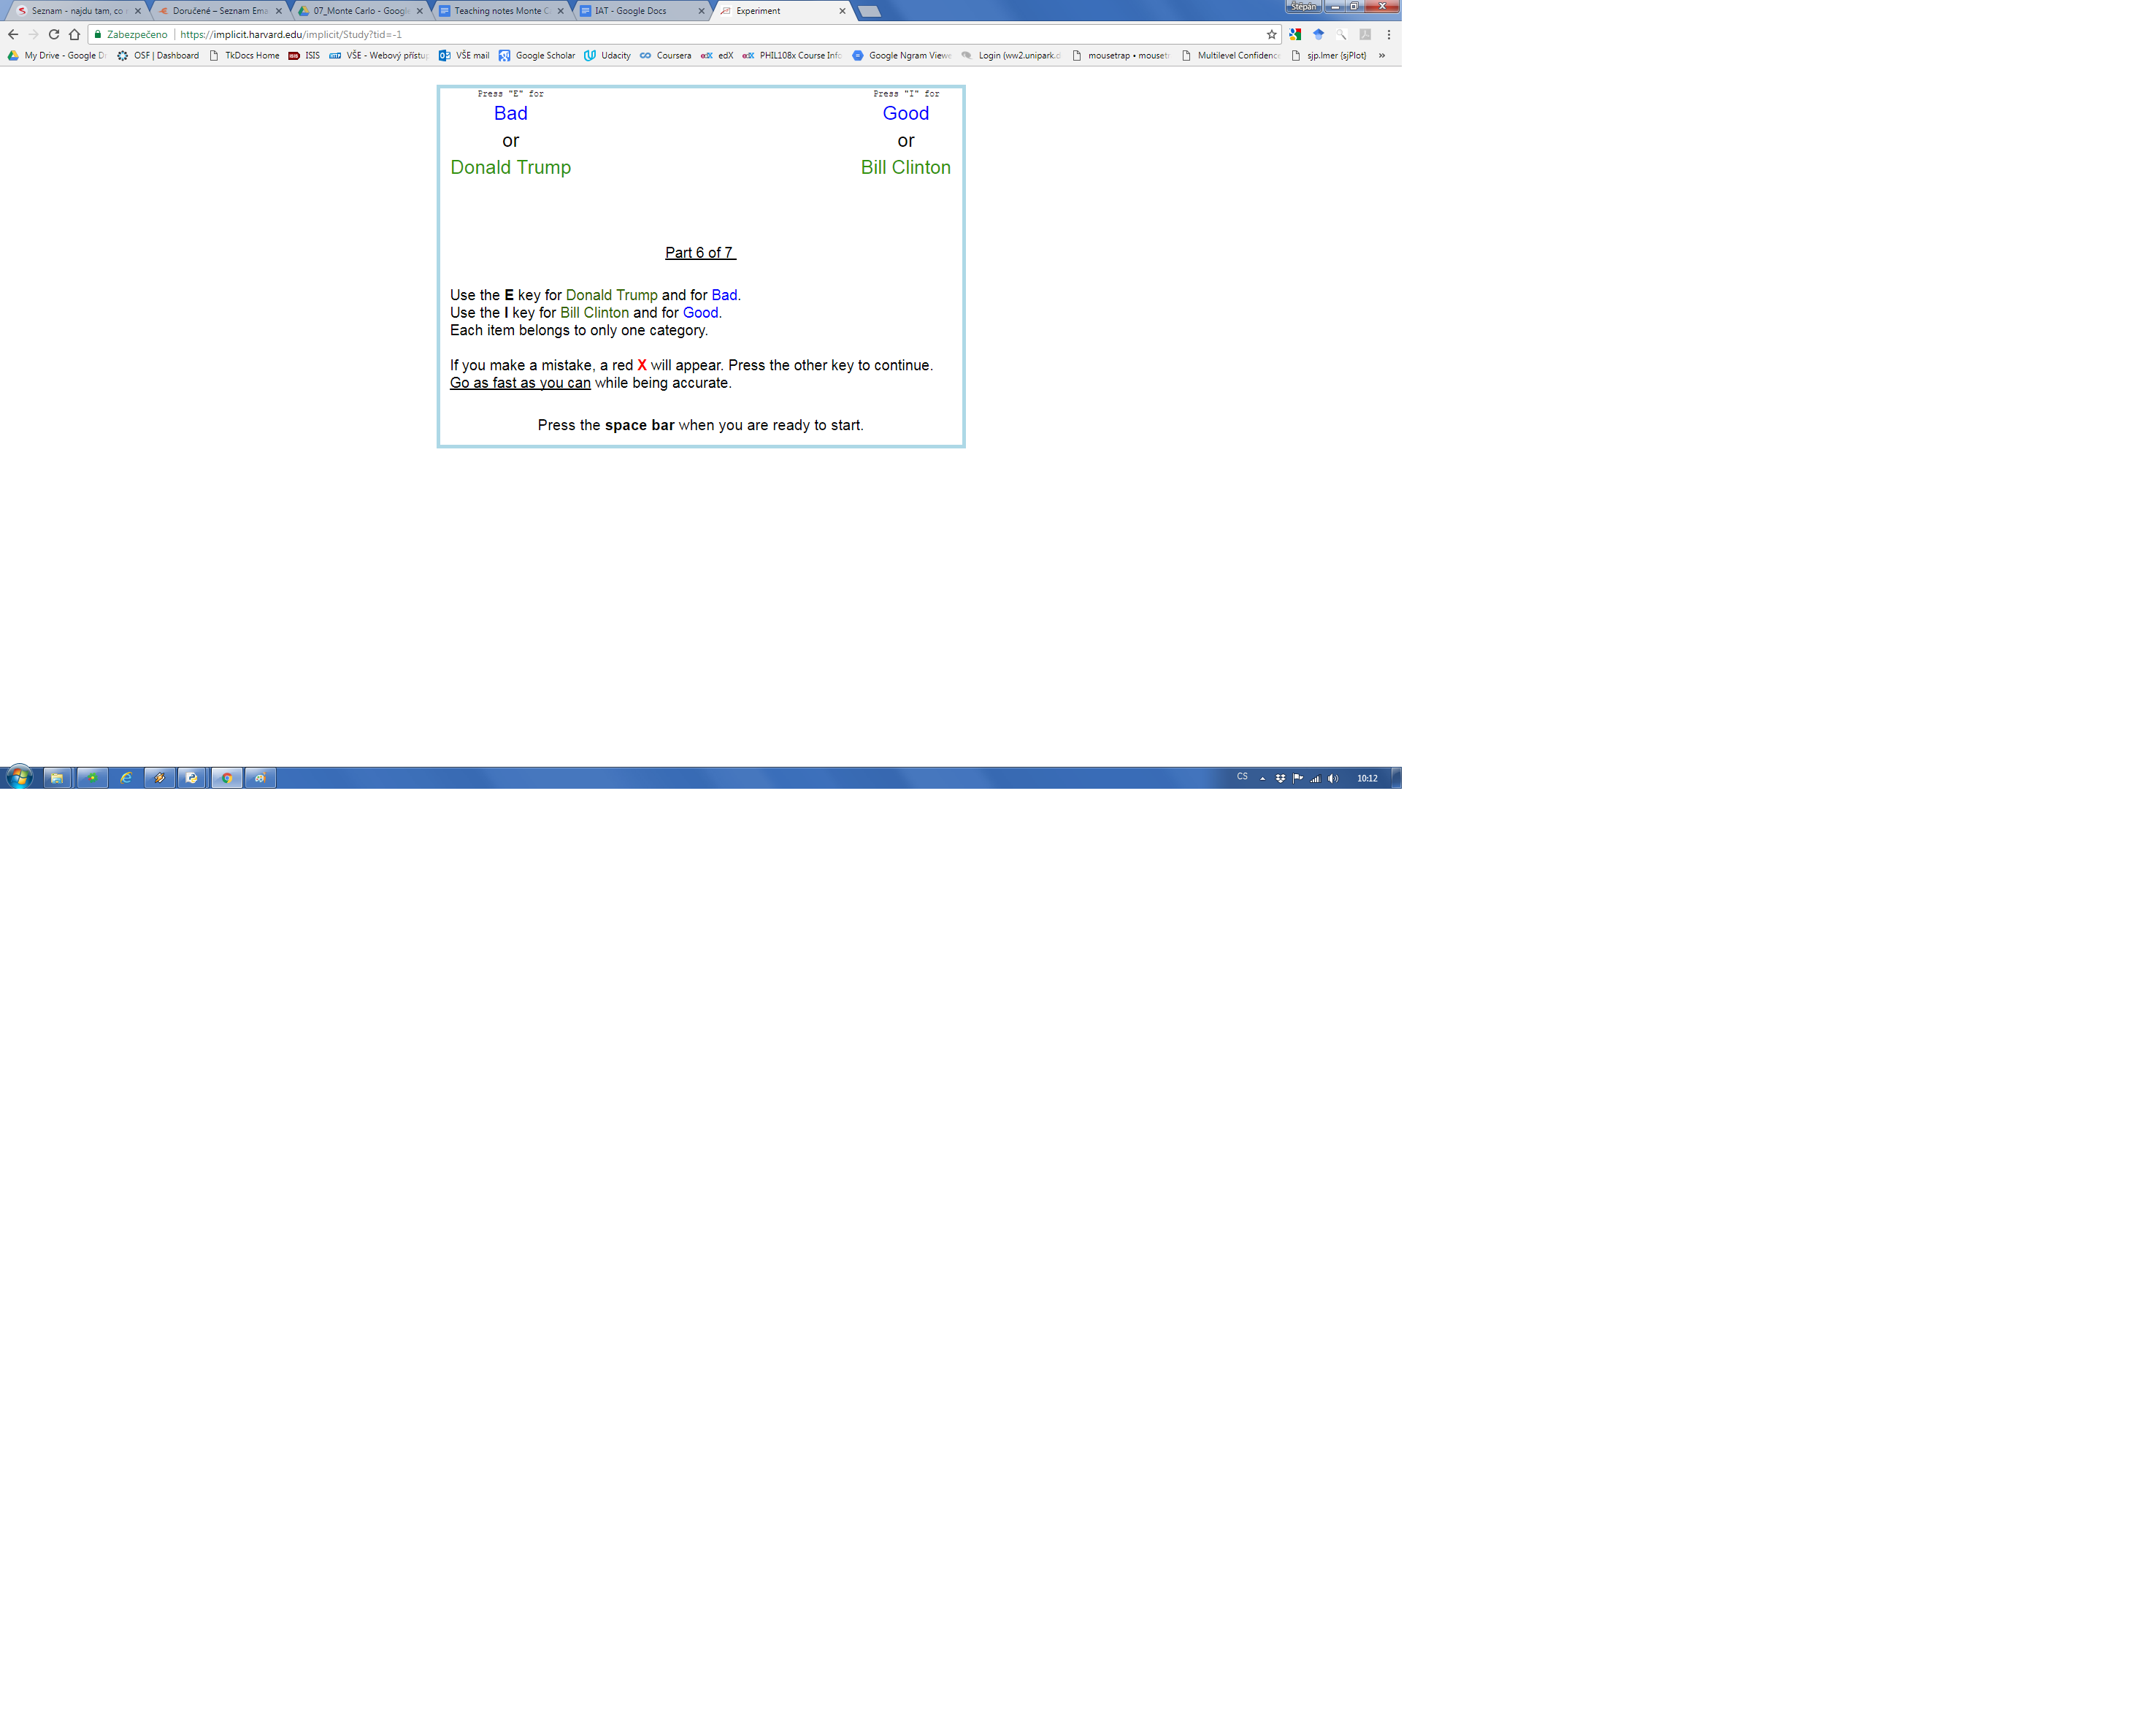 Seznam - najdu tam, co
Doručené – Seznam Ema
07_Monte Carlo - Googl
Teaching notes Monte C
IAT - Google Docs
Experiment
Štěpán
Zabezpečeno
https://implicit.harvard.edu/implicit/Study?tid=-1
My Drive - Google D
OSF | Dashboard
TkDocs Home
ISIS
VŠE - Webový přístup
VŠE mail
Google Scholar
Udacity
Coursera
edX
PHIL108x Course Info
Google Ngram Viewe
Login (ww2.unipark.d
mousetrap • mousetr
Multilevel Confidence
sjp.lmer {sjPlot}
»
Press "E" for
Bad
or
Donald Trump
Press "I" for
Good
or
Bill Clinton
Part 6 of 7
Use the E key for Donald Trump and for Bad.
Use the I key for Bill Clinton and for Good.
Each item belongs to only one category.
If you make a mistake, a red X will appear. Press the other key to continue.
Go as fast as you can while being accurate.
Press the space bar when you are ready to start.
CS
10:12